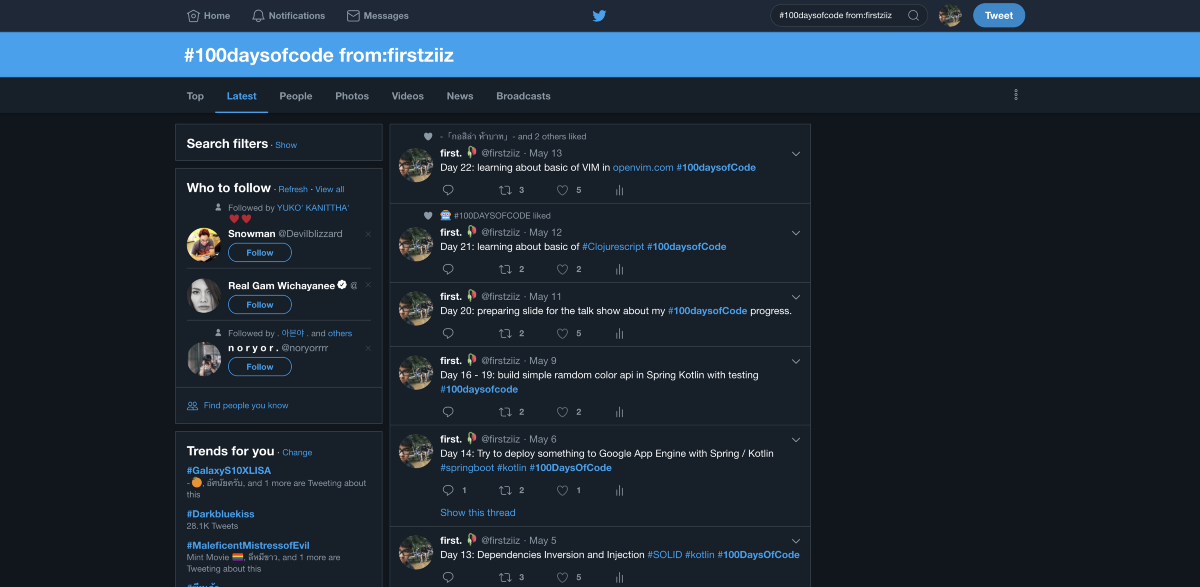 Home Notifications Messages #100daysofcode from:firstziiz Tweet
#100daysofcode from:firstziiz
Top Latest People Photos Videos News Broadcasts
Search filters · Show
Who to follow · Refresh · View all
Followed by YUKO' KANITTHA'
❤️❤️
Snowman @Devilblizzard
Follow
Real Gam Wichayanee @
Follow
Followed by . 아믄아 . and others
n o r y o r . @noryorrrr
Follow
Find people you know
Trends for you · Change
#GalaxyS10XLISA
and 1 more are Tweeting about
this
#Darkbluekiss
28.1K Tweets
#MaleficentMistressofEvil
Mint Movie 🏳️‍🌈, and 1 more are
Tweeting about this
and 2 others liked
first. 🥀 @firstziiz · May 13
Day 22: learning about basic of VIM in openvim.com #100daysofCode
3 5
#100DAYSOFCODE liked
first. 🥀 @firstziiz · May 12
Day 21: learning about basic of #Clojurescript #100daysofCode
2 2
first. 🥀 @firstziiz · May 11
Day 20: preparing slide for the talk show about my #100daysofCode progress.
2 5
first. 🥀 @firstziiz · May 9
Day 16 - 19: build simple ramdom color api in Spring Kotlin with testing
#100daysofcode
2 2
first. 🥀 @firstziiz · May 6
Day 14: Try to deploy something to Google App Engine with Spring / Kotlin
#springboot #kotlin #100DaysOfCode
1 2 1
Show this thread
first. 🥀 @firstziiz · May 5
Day 13: Dependencies Inversion and Injection #SOLID #kotlin #100DaysOfCode
3 5